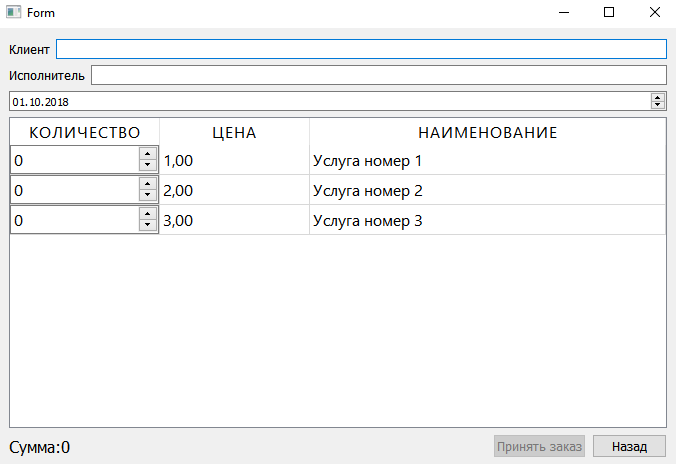 Form
Клиент
Исполнитель
01.10.2018
КОЛИЧЕСТВО ЦЕНА НАИМЕНОВАНИЕ
0 1,00 Услуга номер 1
0 2,00 Услуга номер 2
0 3,00 Услуга номер 3
Сумма:0 Принять заказ Назад